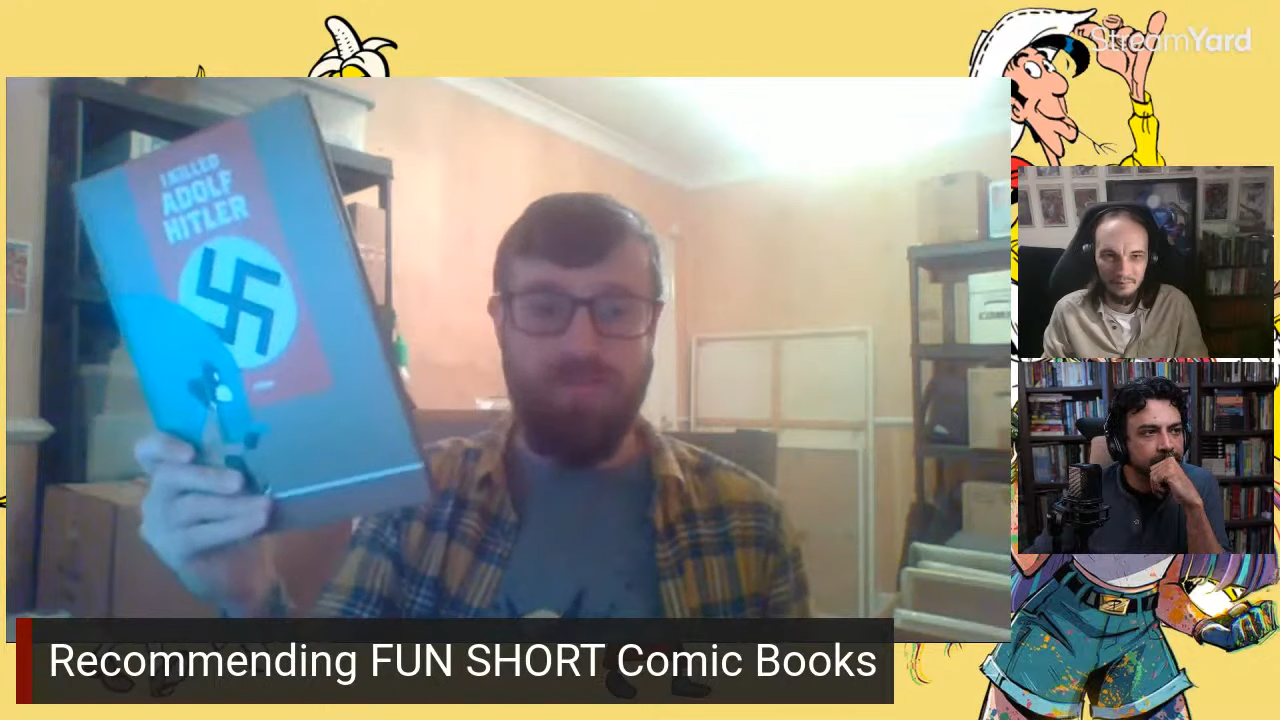 StreamYard
I KILLED
ADOLF
HITLER
Recommending FUN SHORT Comic Books